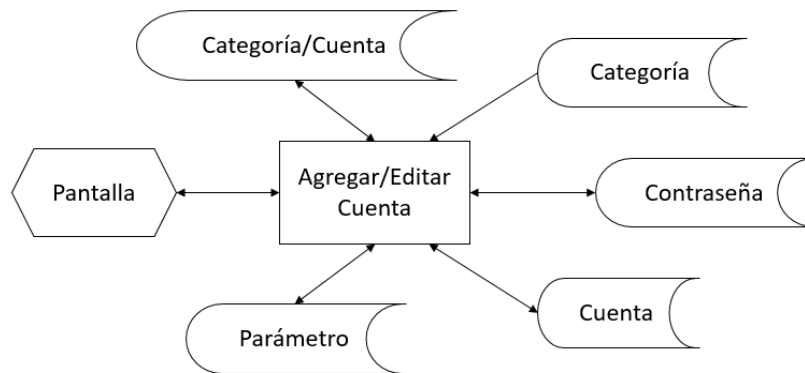 Categoría/Cuenta
Categoría
Pantalla
Agregar/Editar
Cuenta
Contraseña
Parámetro
Cuenta